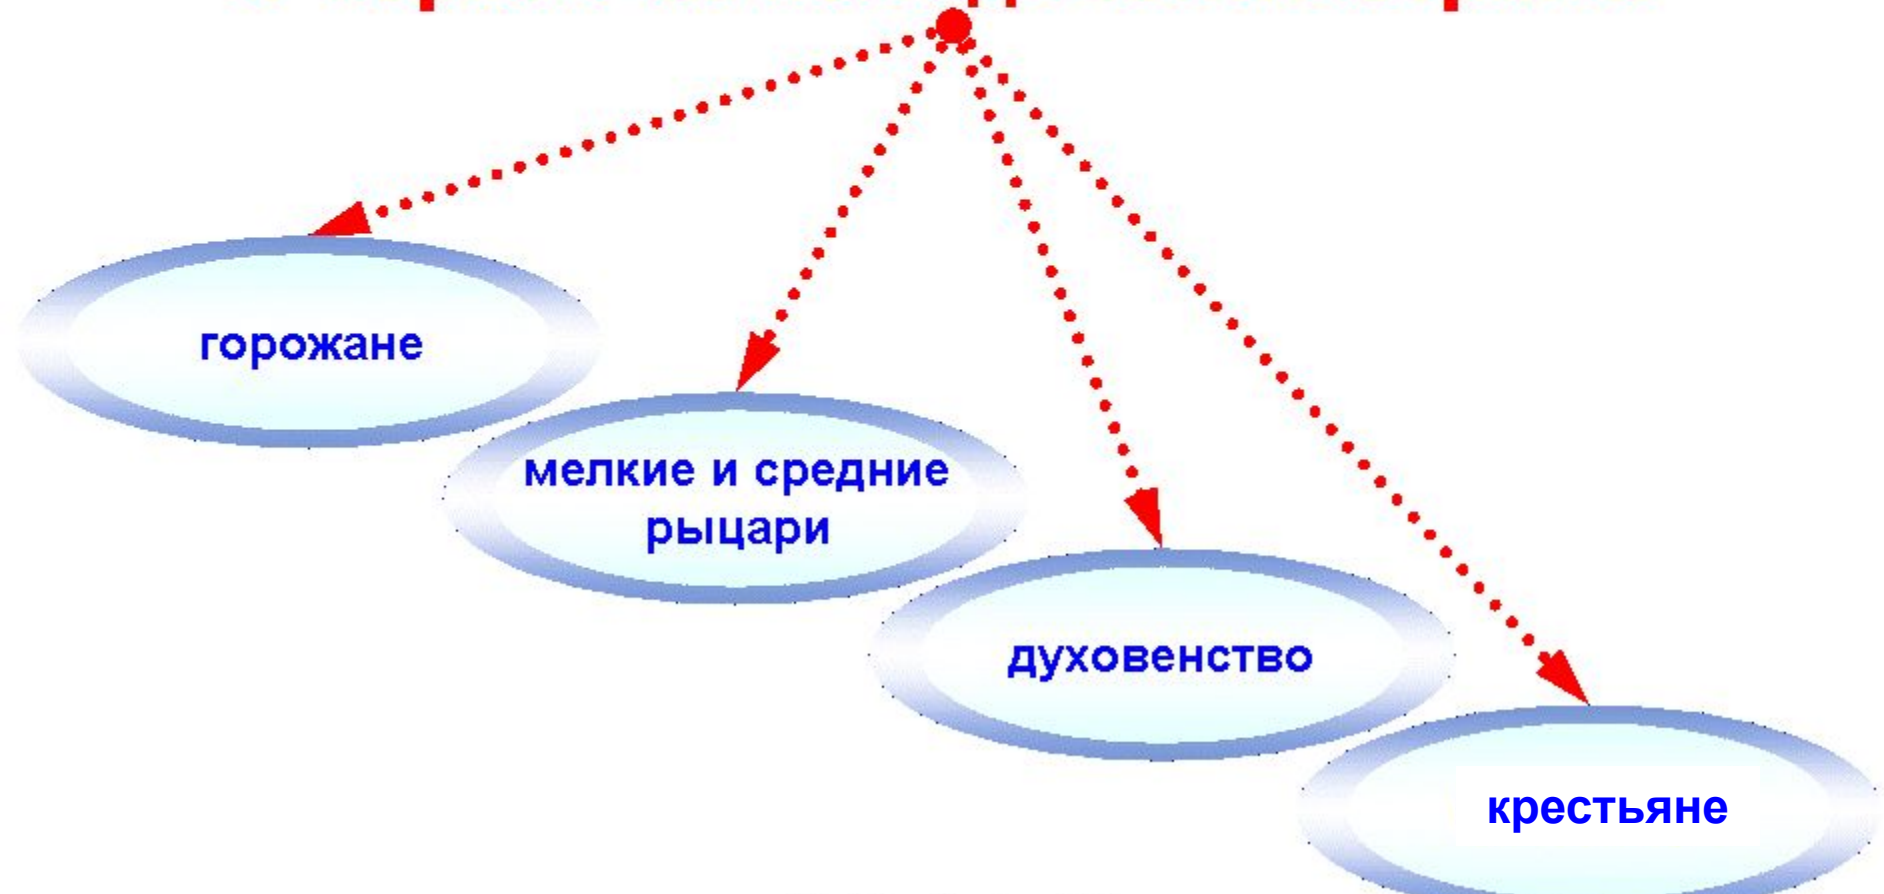 горожане
мелкие и средние
рыцари
духовенство
крестьяне